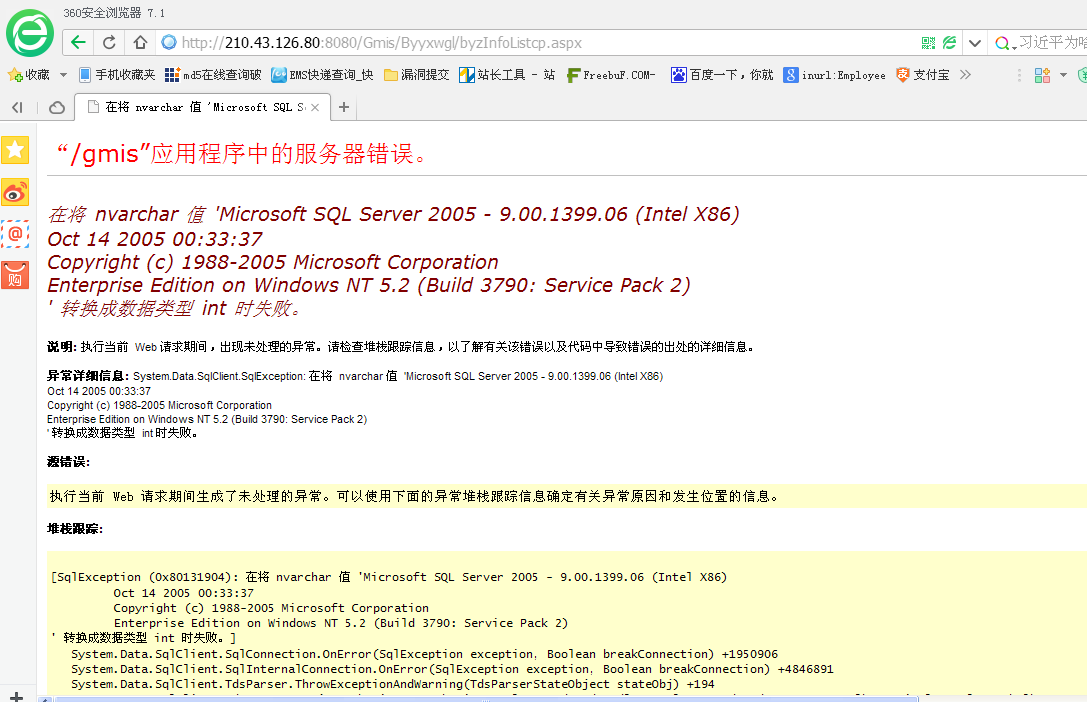 360安全浏览器 7.1
http://210.43.126.80:8080/Gmis/Byyxwgl/byzInfoListcp.aspx
习近平为啥
收藏 手机收藏夹 md5在线查询破 EMS快递查询_快 漏洞提交 站长工具 - 站 FreebuF.COM- 百度一下，你就 inurl:Employee 支付宝
在将 nvarchar 值 'Microsoft SQL S
“/gmis”应用程序中的服务器错误。
在将 nvarchar 值 'Microsoft SQL Server 2005 - 9.00.1399.06 (Intel X86)
Oct 14 2005 00:33:37
Copyright (c) 1988-2005 Microsoft Corporation
Enterprise Edition on Windows NT 5.2 (Build 3790: Service Pack 2)
' 转换成数据类型 int 时失败。
说明: 执行当前 Web 请求期间，出现未处理的异常。请检查堆栈跟踪信息，以了解有关该错误以及代码中导致错误的出处的详细信息。
异常详细信息: System.Data.SqlClient.SqlException: 在将 nvarchar 值 'Microsoft SQL Server 2005 - 9.00.1399.06 (Intel X86)
Oct 14 2005 00:33:37
Copyright (c) 1988-2005 Microsoft Corporation
Enterprise Edition on Windows NT 5.2 (Build 3790: Service Pack 2)
' 转换成数据类型 int 时失败。
源错误:
执行当前 Web 请求期间生成了未处理的异常。可以使用下面的异常堆栈跟踪信息确定有关异常原因和发生位置的信息。
堆栈跟踪:
[SqlException (0x80131904): 在将 nvarchar 值 'Microsoft SQL Server 2005 - 9.00.1399.06 (Intel X86)
Oct 14 2005 00:33:37
Copyright (c) 1988-2005 Microsoft Corporation
Enterprise Edition on Windows NT 5.2 (Build 3790: Service Pack 2)
' 转换成数据类型 int 时失败。]
System.Data.SqlClient.SqlConnection.OnError(SqlException exception, Boolean breakConnection) +1950906
System.Data.SqlClient.SqlInternalConnection.OnError(SqlException exception, Boolean breakConnection) +4846891
System.Data.SqlClient.TdsParser.ThrowExceptionAndWarning(TdsParserStateObject stateObj) +194
@
购